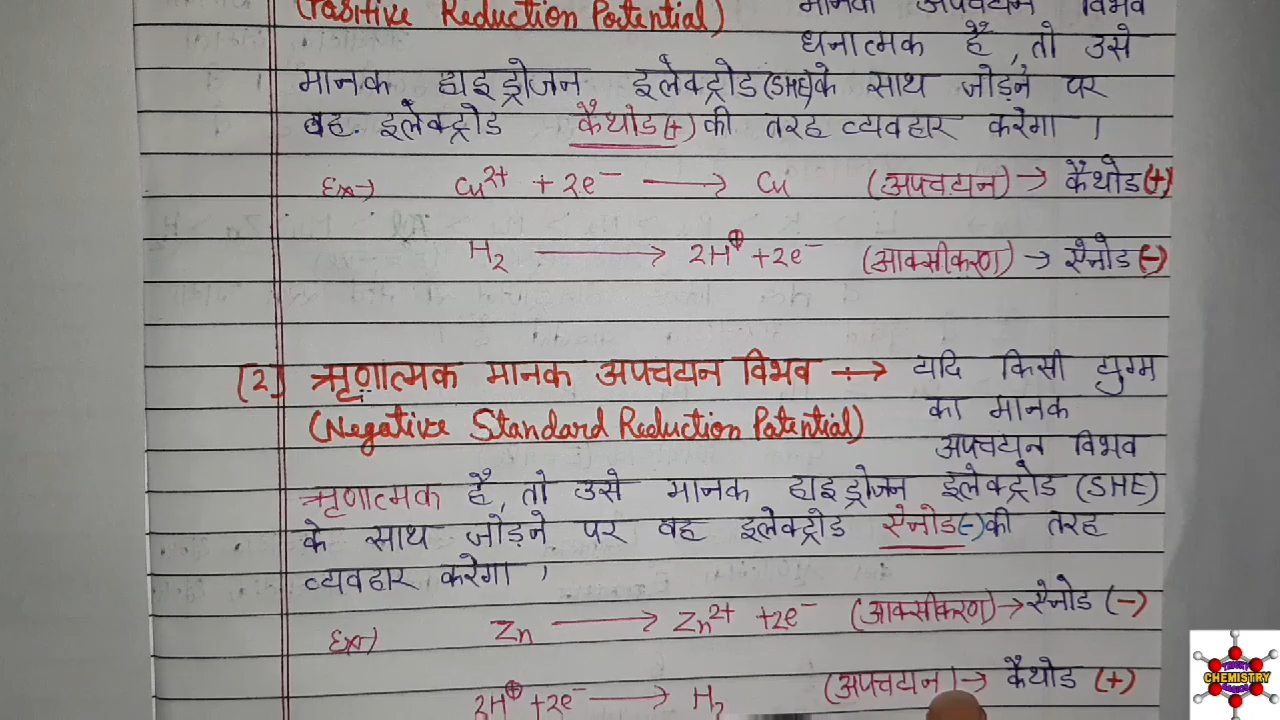 (Positive Reduction Potential) मानक अपचयन विभव
धनात्मक है, तो उसे
मानक हाइड्रोजन इलेक्ट्रोड (SHE) के साथ जोड़ने पर
वह इलेक्ट्रोड कैथोड (+) की तरह व्यवहार करेगा ।
Ex→ Cu²⁺ + 2e⁻ ⟶ Cu (अपचयन) → कैथोड (+)
H₂ ⟶ 2H⊕ + 2e⁻ (आक्सीकरण) → ऐनोड (-)
(2) ऋणात्मक मानक अपचयन विभव → यदि किसी युग्म
(Negative Standard Reduction Potential) का मानक
अपचयन विभव
ऋणात्मक है, तो उसे मानक हाइड्रोजन इलेक्ट्रोड (SHE)
के साथ जोड़ने पर वह इलेक्ट्रोड ऐनोड (-) की तरह
व्यवहार करेगा ।
Ex→ Zn ⟶ Zn²⁺ + 2e⁻ (आक्सीकरण) → ऐनोड (-)
2H⊕ + 2e⁻ ⟶ H₂ (अपचयन) → कैथोड (+)
CHEMISTRY